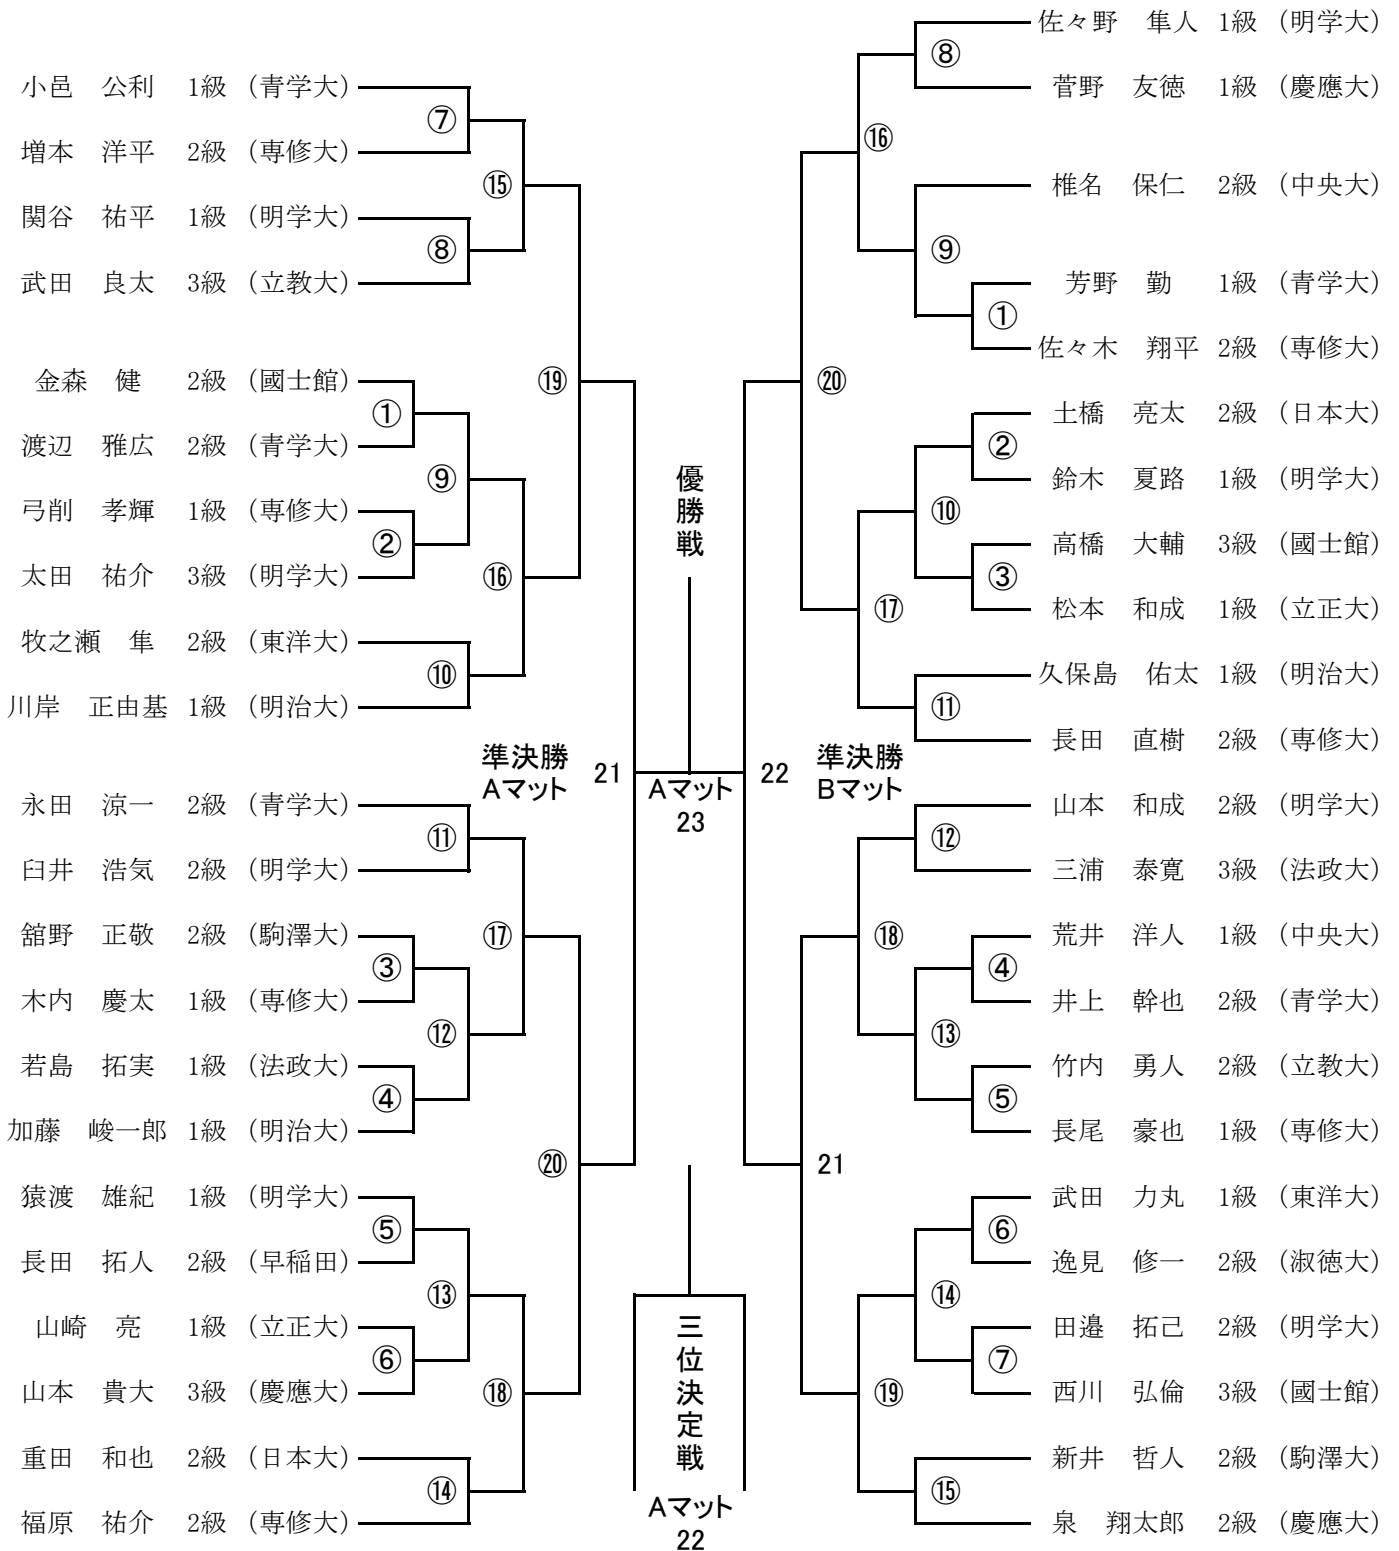 小邑 公利 1級 (青学大)
⑦
増本 洋平 2級 (専修大)
⑮
関谷 祐平 1級 (明学大)
⑧
武田 良太 3級 (立教大)
⑲
金森 健 2級 (國士館)
①
渡辺 雅広 2級 (青学大)
⑨
弓削 孝輝 1級 (専修大)
②
太田 祐介 3級 (明学大)
⑯
牧之瀬 隼 2級 (東洋大)
⑩
川岸 正由基 1級 (明治大)
準決勝
Aマット
21
永田 涼一 2級 (青学大)
⑪
臼井 浩気 2級 (明学大)
⑰
舘野 正敬 2級 (駒澤大)
③
木内 慶太 1級 (専修大)
⑫
若島 拓実 1級 (法政大)
④
加藤 峻一郎 1級 (明治大)
⑳
猿渡 雄紀 1級 (明学大)
⑤
長田 拓人 2級 (早稲田)
⑬
山崎 亮 1級 (立正大)
⑥
山本 貴大 3級 (慶應大)
⑱
重田 和也 2級 (日本大)
⑭
福原 祐介 2級 (専修大)
優勝戦
Aマット
23
三位決定戦
Aマット
22
佐々野 隼人 1級 (明学大)
⑧
菅野 友徳 1級 (慶應大)
⑯
椎名 保仁 2級 (中央大)
⑨
芳野 勤 1級 (青学大)
①
佐々木 翔平 2級 (専修大)
⑳
土橋 亮太 2級 (日本大)
②
鈴木 夏路 1級 (明学大)
⑩
高橋 大輔 3級 (國士館)
③
松本 和成 1級 (立正大)
⑰
久保島 佑太 1級 (明治大)
⑪
長田 直樹 2級 (専修大)
22
準決勝
Bマット
山本 和成 2級 (明学大)
⑫
三浦 泰寛 3級 (法政大)
⑱
荒井 洋人 1級 (中央大)
④
井上 幹也 2級 (青学大)
⑬
竹内 勇人 2級 (立教大)
⑤
長尾 豪也 1級 (専修大)
21
武田 力丸 1級 (東洋大)
⑥
逸見 修一 2級 (淑徳大)
⑭
田邉 拓己 2級 (明学大)
⑦
西川 弘倫 3級 (國士館)
⑲
新井 哲人 2級 (駒澤大)
⑮
泉 翔太郎 2級 (慶應大)